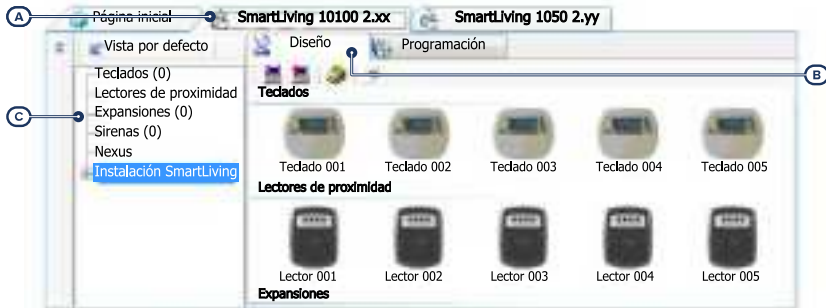 A
Página inicial
SmartLiving 10100 2.xx
SmartLiving 1050 2.yy
Vista por defecto
Diseño
Programación
B
Teclados (0)
Lectores de proximidad
Expansiones (0)
Sirenas (0)
Nexus
Instalación SmartLiving
C
Teclados
Teclado 001
Teclado 002
Teclado 003
Teclado 004
Teclado 005
Lectores de proximidad
Lector 001
Lector 002
Lector 003
Lector 004
Lector 005
Expansiones